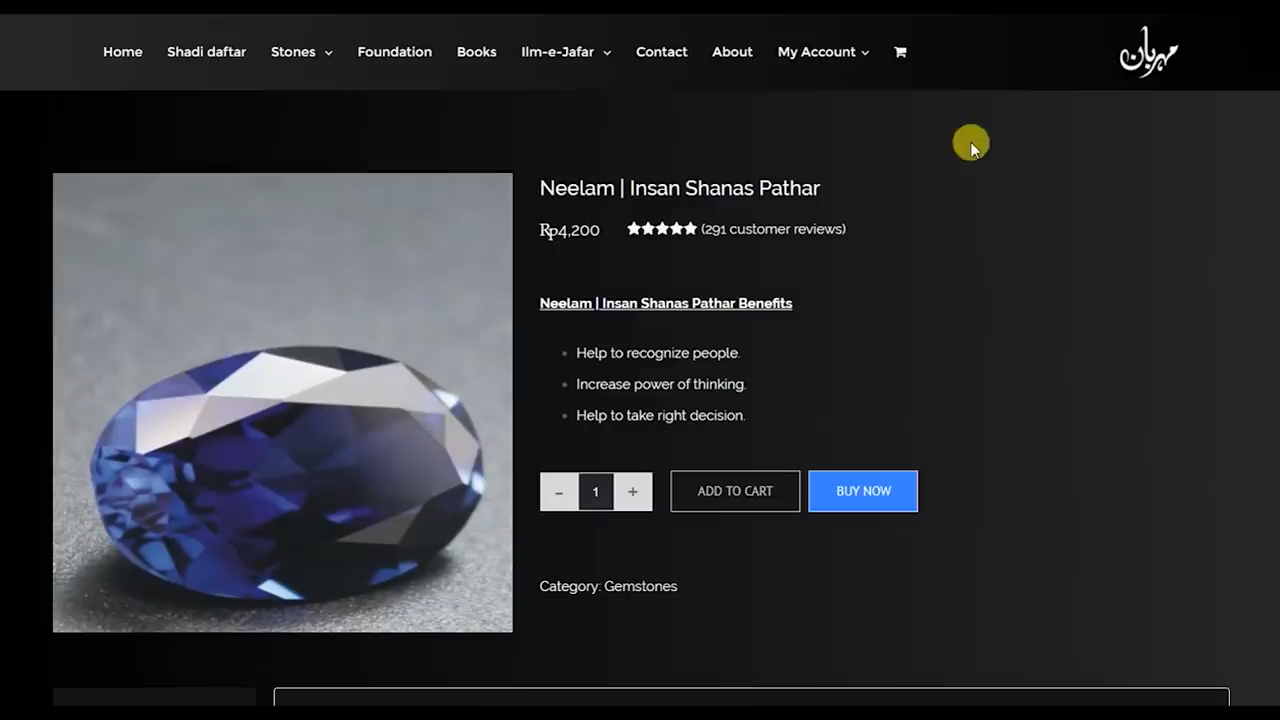 Home Shadi daftar Stones Foundation Books Ilm-e-Jafar Contact About My Account
مہربان
Neelam | Insan Shanas Pathar
₨4,200 (291 customer reviews)
Neelam | Insan Shanas Pathar Benefits
Help to recognize people.
Increase power of thinking.
Help to take right decision.
- 1 + ADD TO CART BUY NOW
Category: Gemstones